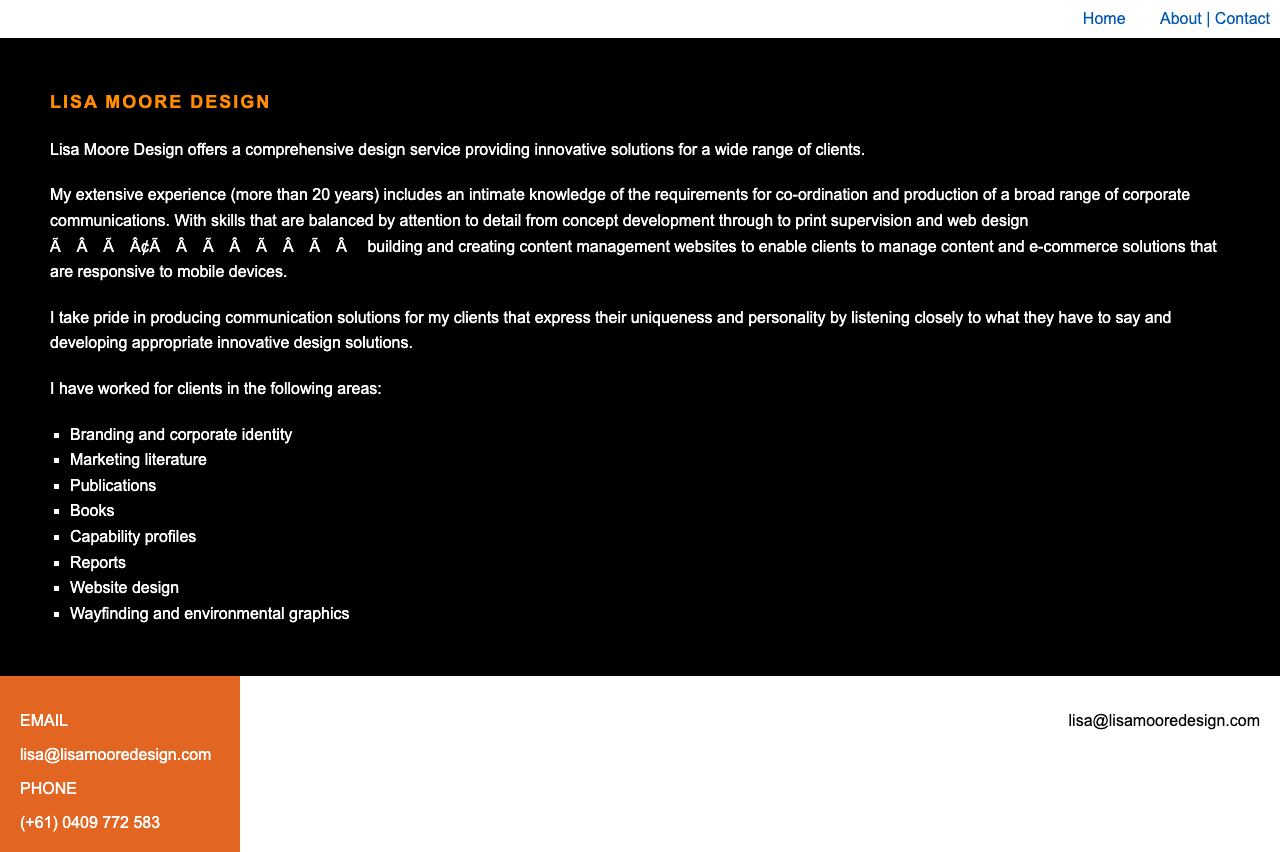 Home About | Contact
LISA MOORE DESIGN
Lisa Moore Design offers a comprehensive design service providing innovative solutions for a wide range of clients.
My extensive experience (more than 20 years) includes an intimate knowledge of the requirements for co-ordination and production of a broad range of corporate
communications. With skills that are balanced by attention to detail from concept development through to print supervision and web design
Ã Â Ã Â¢Ã Â Ã Â Ã Â Ã Â building and creating content management websites to enable clients to manage content and e-commerce solutions that
are responsive to mobile devices.
I take pride in producing communication solutions for my clients that express their uniqueness and personality by listening closely to what they have to say and
developing appropriate innovative design solutions.
I have worked for clients in the following areas:
▪ Branding and corporate identity
▪ Marketing literature
▪ Publications
▪ Books
▪ Capability profiles
▪ Reports
▪ Website design
▪ Wayfinding and environmental graphics
EMAIL
lisa@lisamooredesign.com
PHONE
(+61) 0409 772 583
lisa@lisamooredesign.com